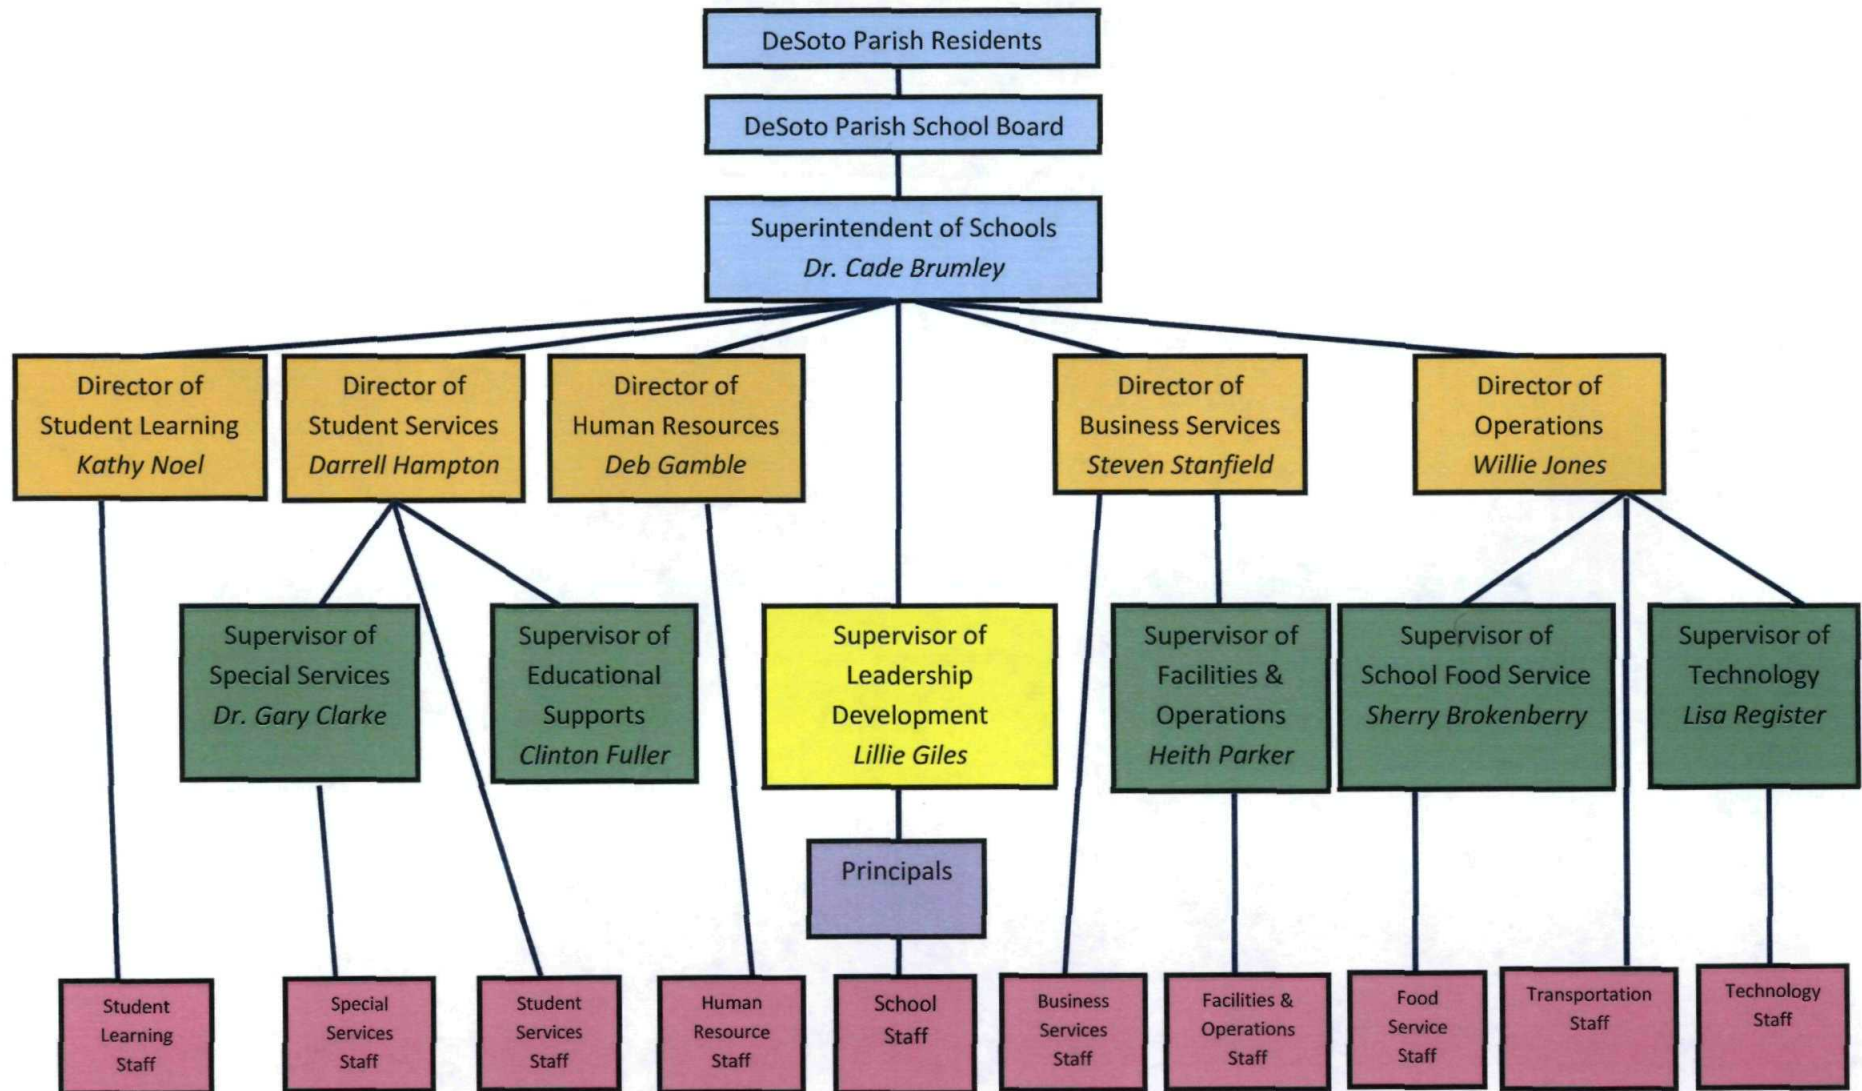 DeSoto Parish Residents
DeSoto Parish School Board
Superintendent of Schools
Dr. Cade Brumley
Director of
Student Learning
Kathy Noel
Director of
Student Services
Darrell Hampton
Director of
Human Resources
Deb Gamble
Director of
Business Services
Steven Stanfield
Director of
Operations
Willie Jones
Supervisor of
Special Services
Dr. Gary Clarke
Supervisor of
Educational
Supports
Clinton Fuller
Supervisor of
Leadership
Development
Lillie Giles
Supervisor of
Facilities &
Operations
Heith Parker
Supervisor of
School Food Service
Sherry Brokenberry
Supervisor of
Technology
Lisa Register
Principals
Student
Learning
Staff
Special
Services
Staff
Student
Services
Staff
Human
Resource
Staff
School
Staff
Business
Services
Staff
Facilities &
Operations
Staff
Food
Service
Staff
Transportation
Staff
Technology
Staff